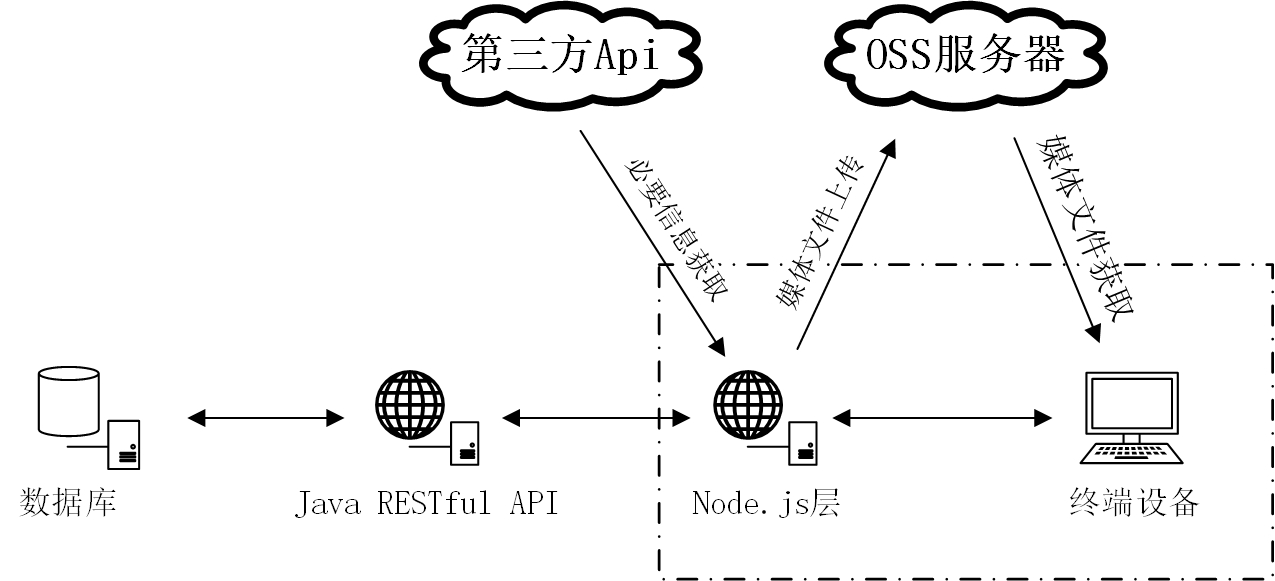 第三方Api
OSS服务器
必要信息获取
媒体文件上传
媒体文件获取
数据库
Java RESTful API
Node.js层
终端设备